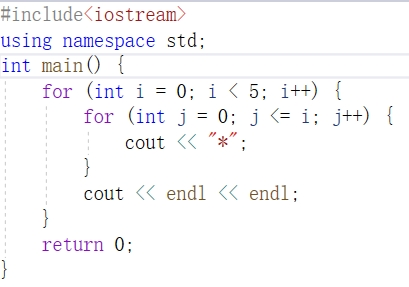 #include<iostream>
using namespace std;
int main() {
    for (int i = 0; i < 5; i++) {
        for (int j = 0; j <= i; j++) {
            cout << "*";
        }
        cout << endl << endl;
    }
    return 0;
}